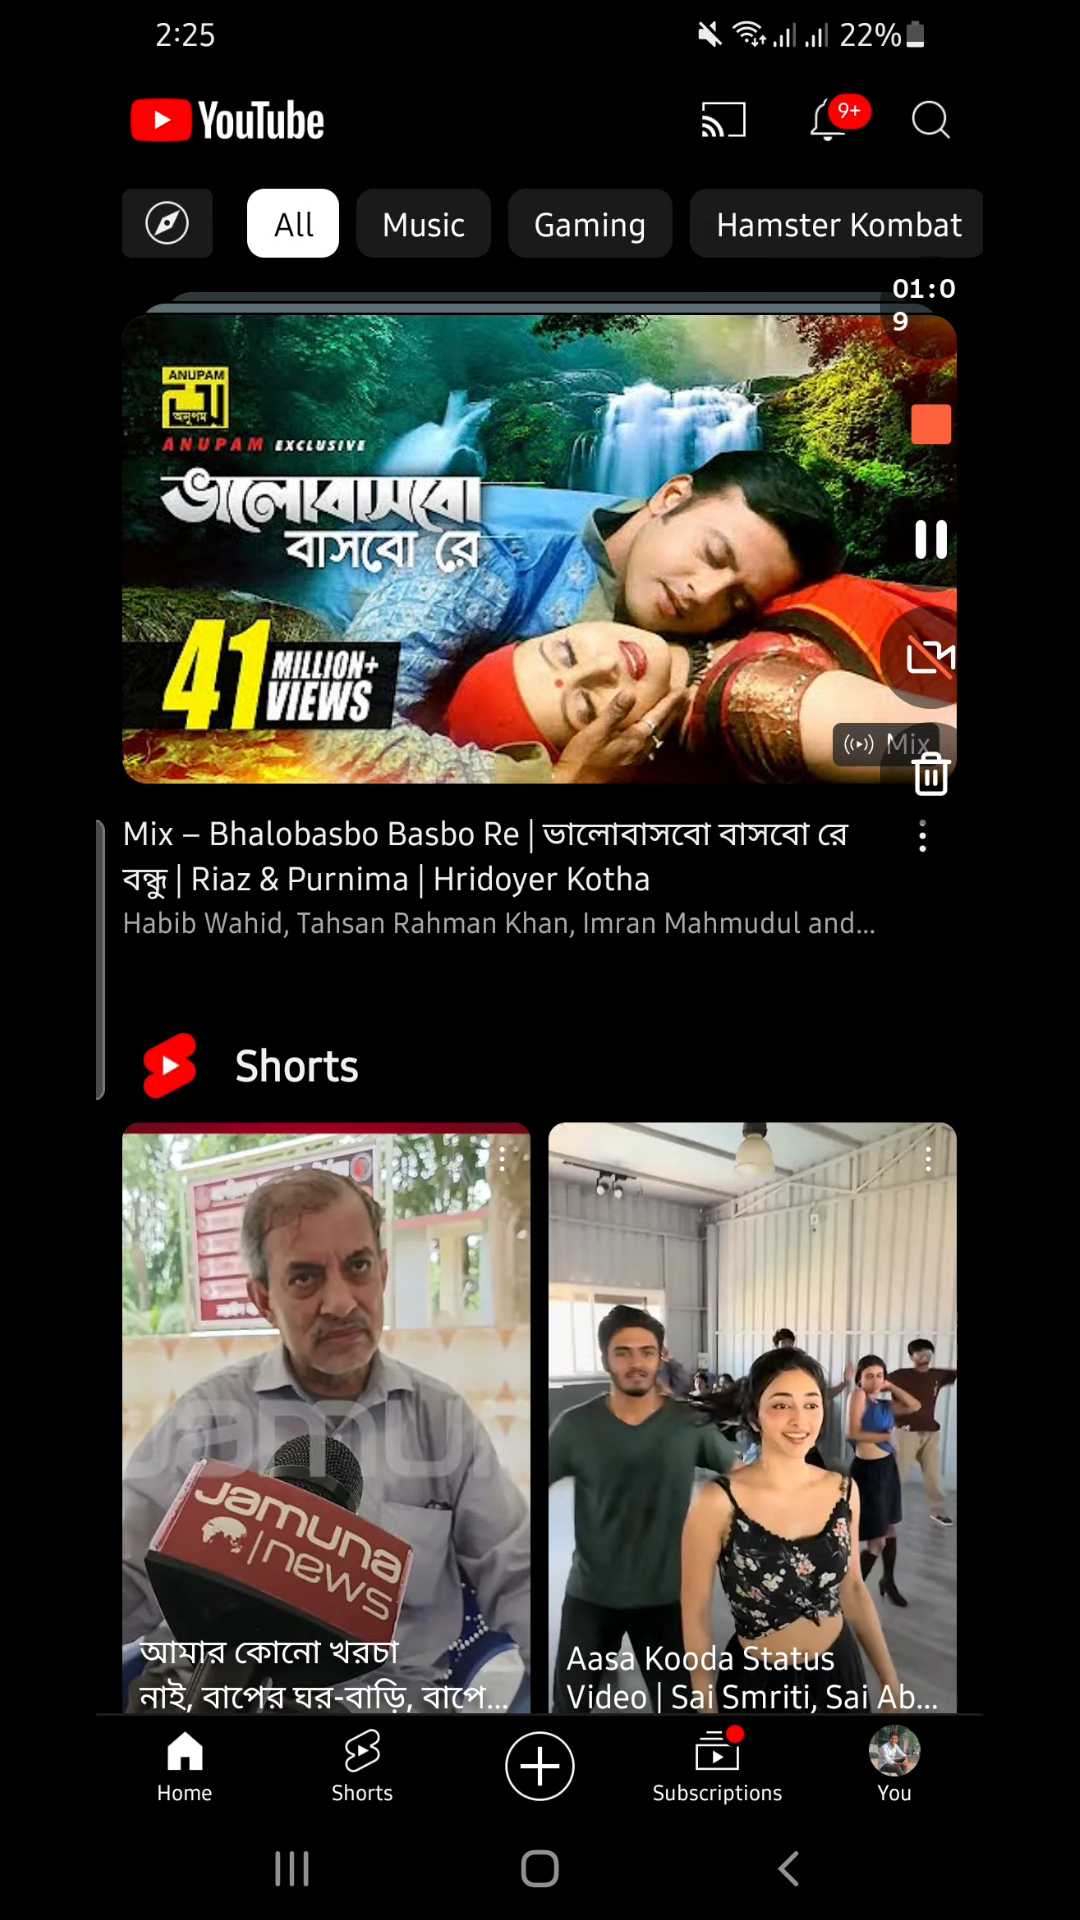 2:25
22%
YouTube
9+
All
Music
Gaming
Hamster Kombat
01:0
9
ANUPAM
অনুপম
ANUPAM EXCLUSIVE
ভালোবাসবো
বাসবো রে
41
MILLION+
VIEWS
Mix
Mix – Bhalobasbo Basbo Re | ভালোবাসবো বাসবো রে
বন্ধু | Riaz & Purnima | Hridoyer Kotha
Habib Wahid, Tahsan Rahman Khan, Imran Mahmudul and...
Shorts
Jamuna
news
আমার কোনো খরচা
নাই, বাপের ঘর-বাড়ি, বাপে...
Aasa Kooda Status
Video | Sai Smriti, Sai Ab...
Home
Shorts
Subscriptions
You